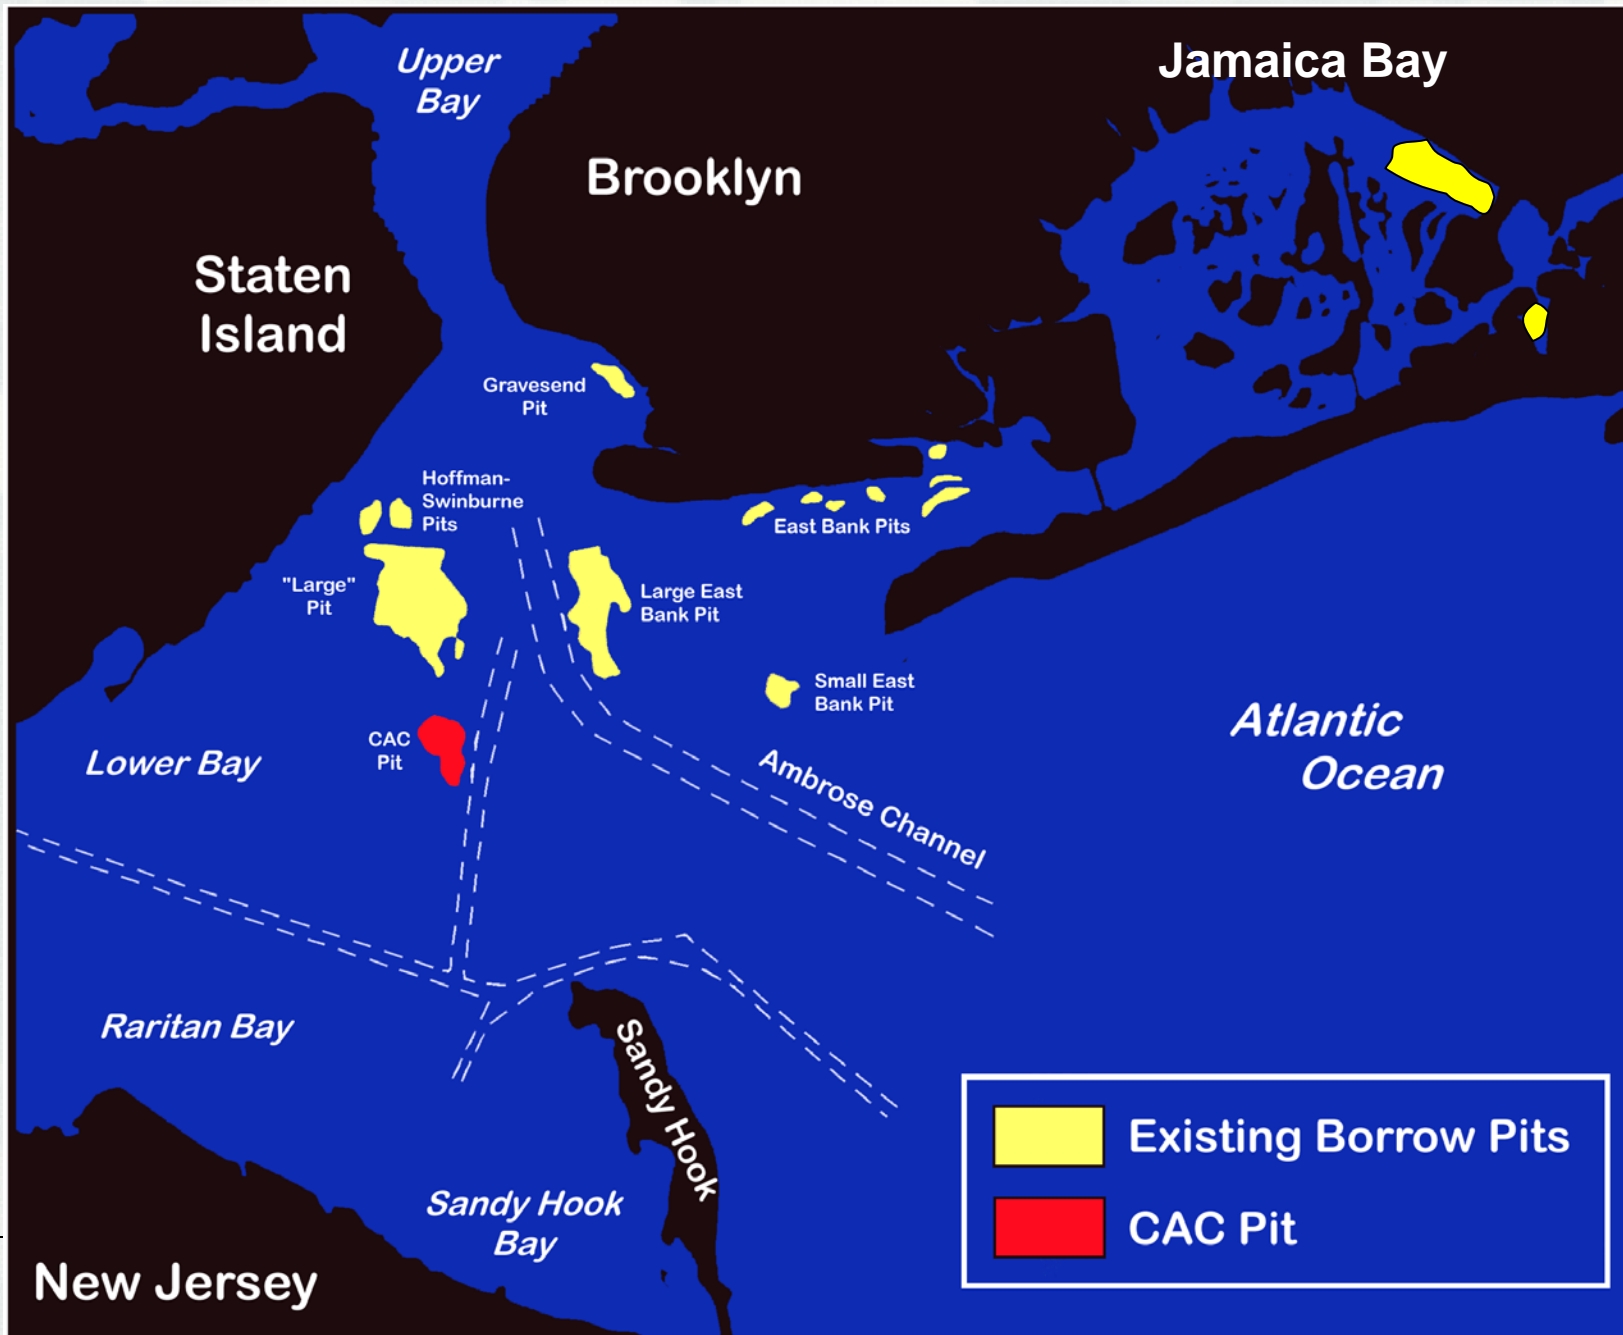 Upper
Bay
Jamaica Bay
Brooklyn
Staten
Island
Gravesend
Pit
Hoffman-
Swinburne
Pits
East Bank Pits
"Large"
Pit
Large East
Bank Pit
Small East
Bank Pit
CAC
Pit
Lower Bay
Atlantic
Ocean
Ambrose Channel
Raritan Bay
Sandy Hook
Sandy Hook
Bay
New Jersey
Existing Borrow Pits
CAC Pit